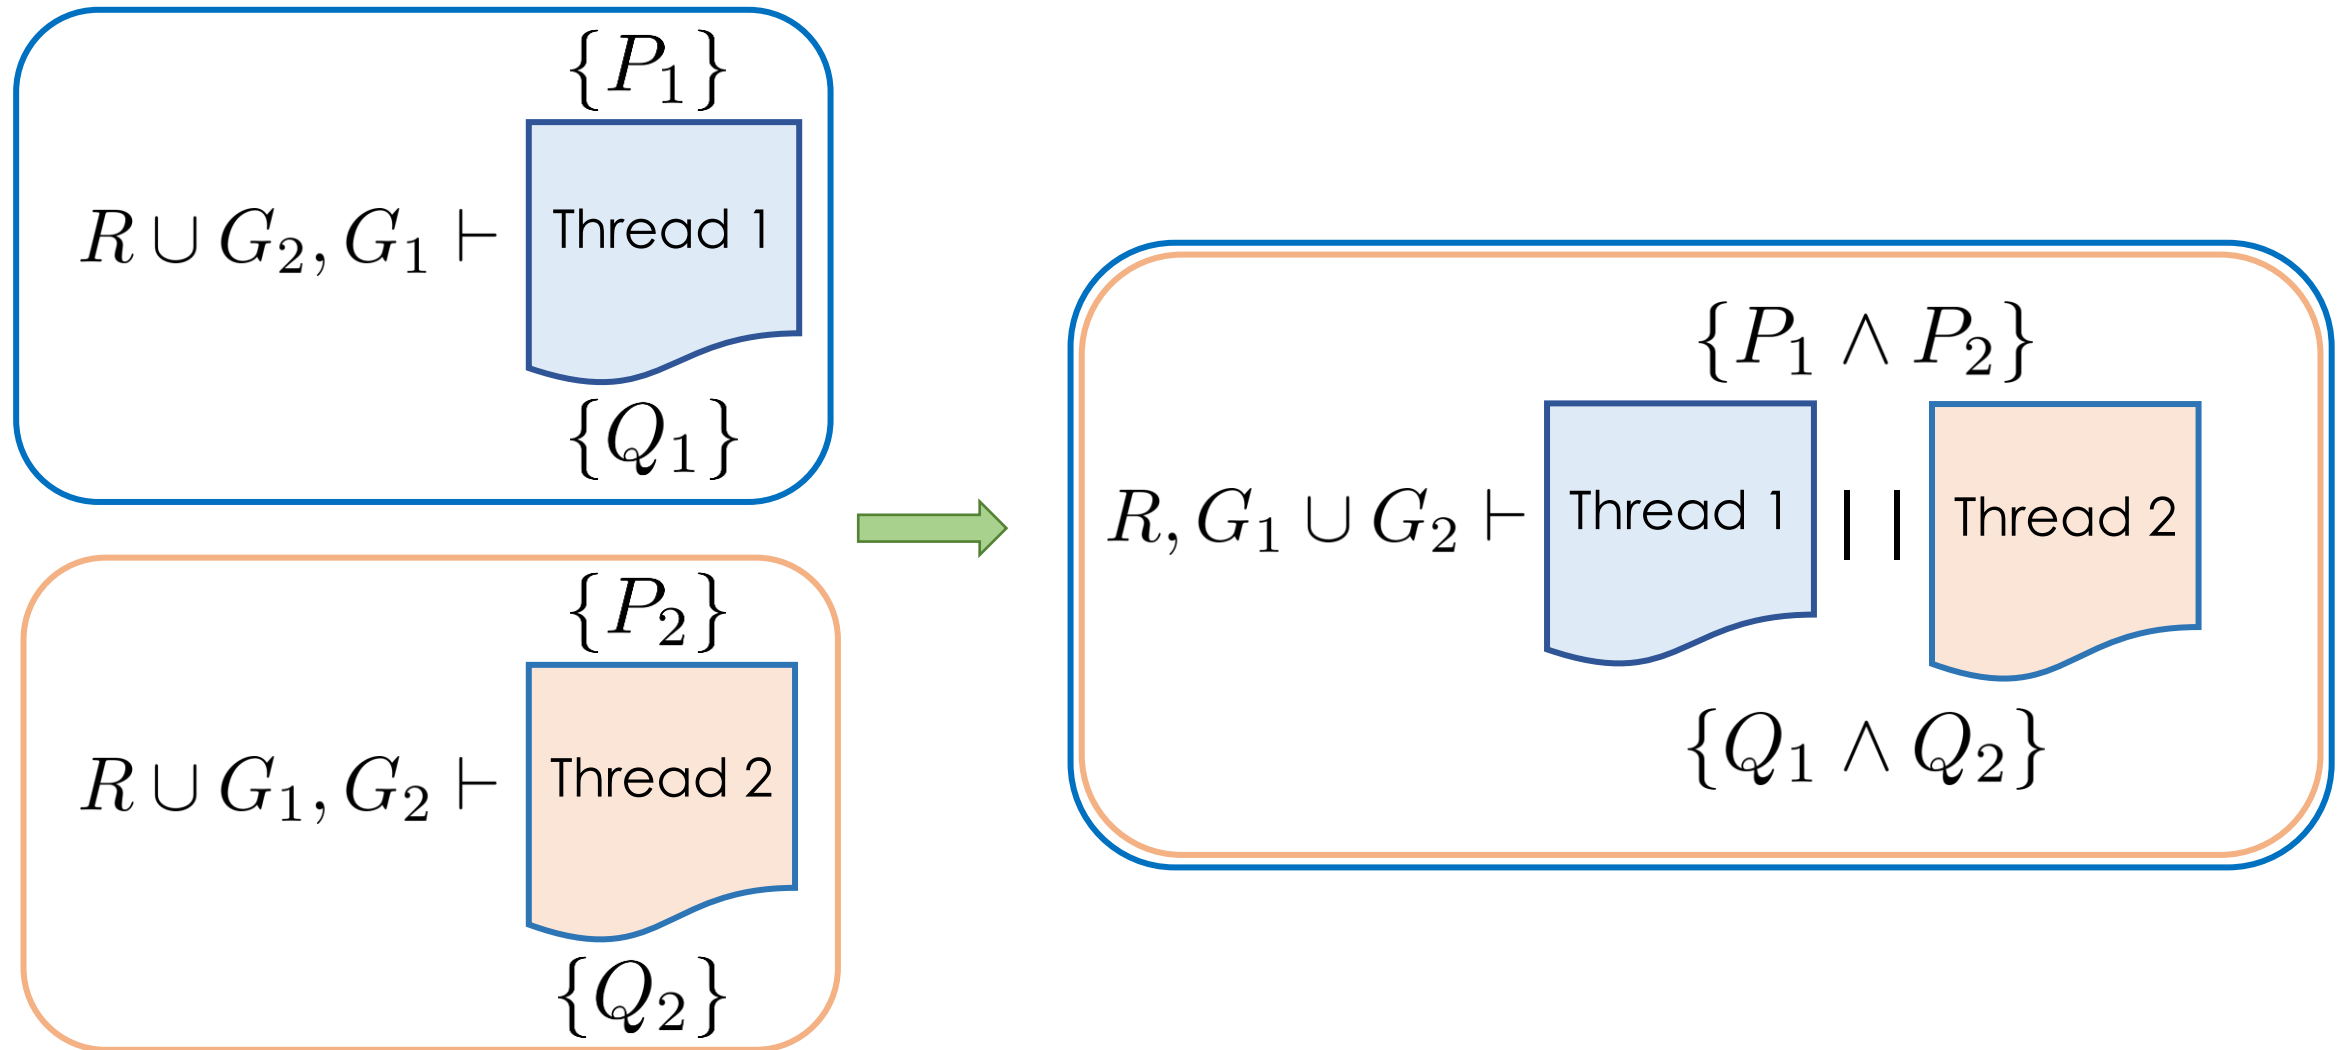 {P₁}
R ∪ G₂, G₁ ⊢ Thread 1
{Q₁}
{P₂}
R ∪ G₁, G₂ ⊢ Thread 2
{Q₂}
{P₁ ∧ P₂}
R, G₁ ∪ G₂ ⊢ Thread 1 || Thread 2
{Q₁ ∧ Q₂}